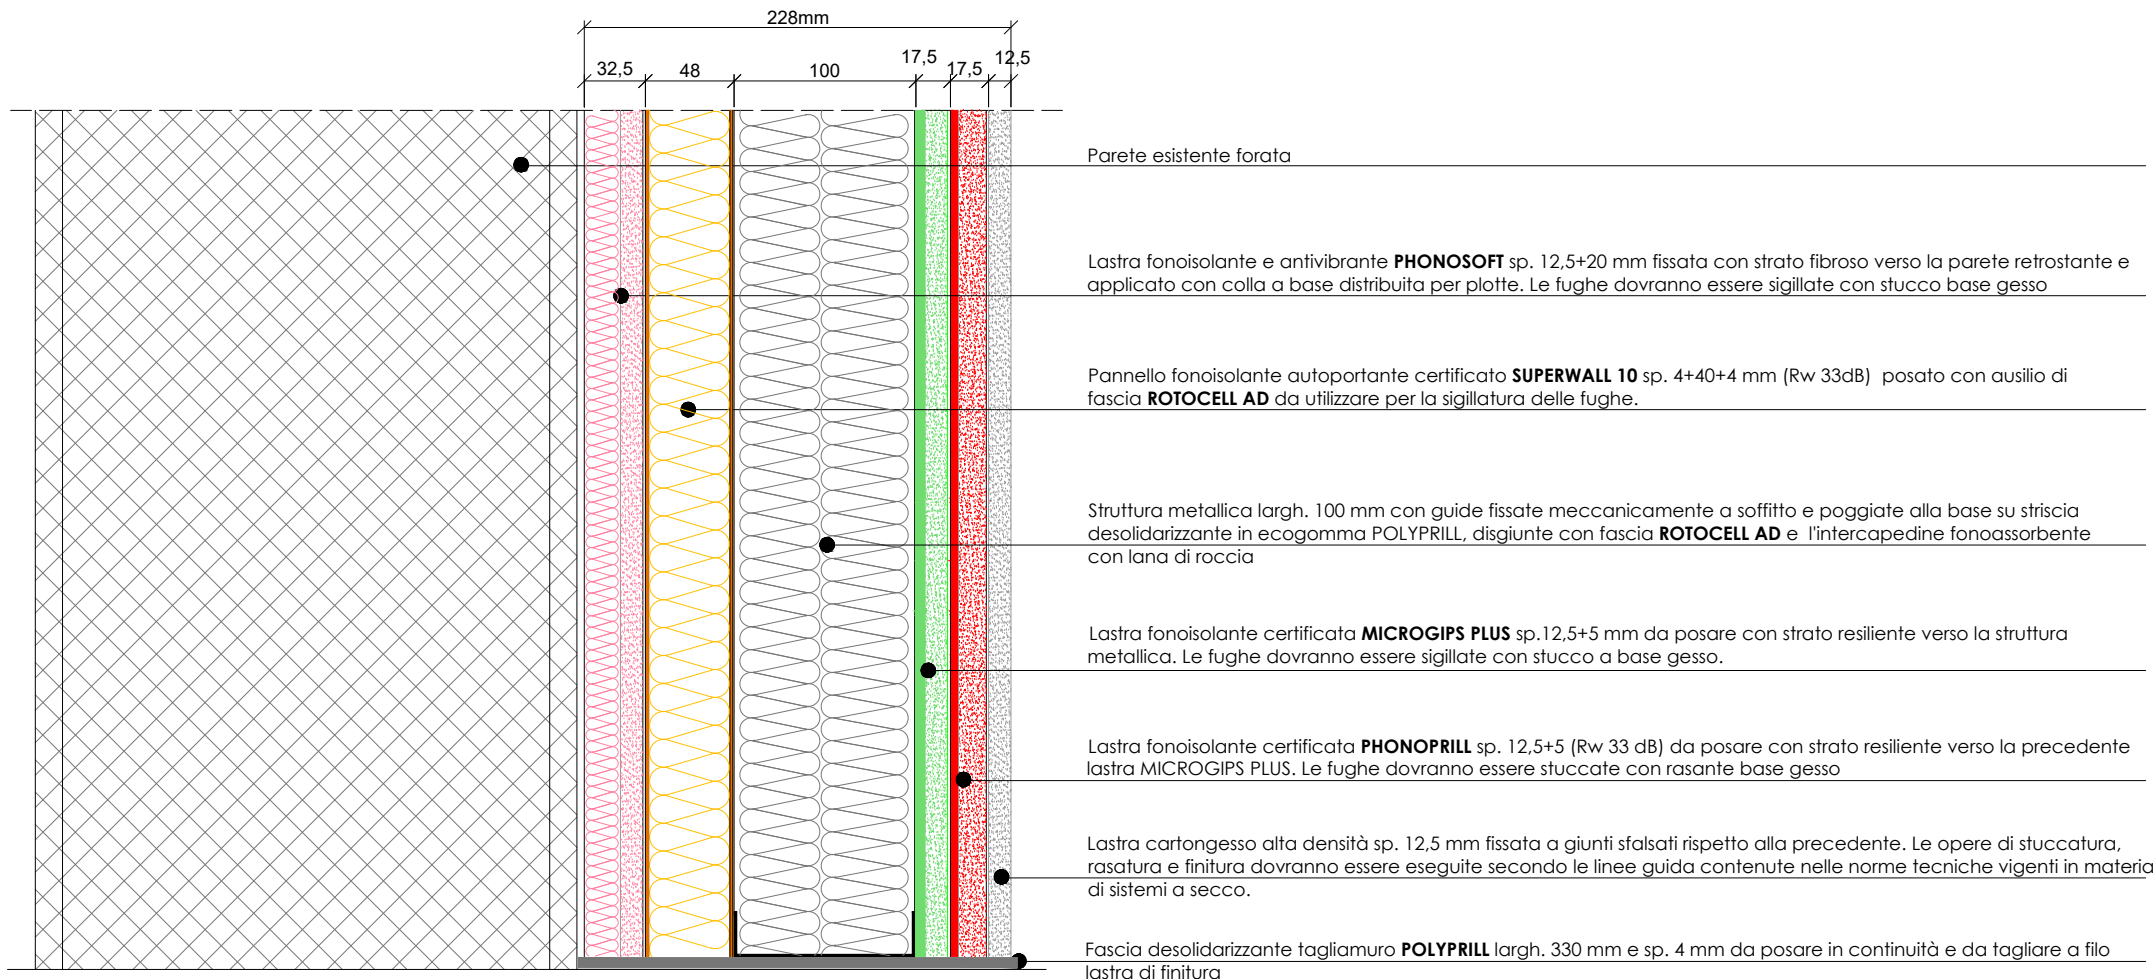 228mm
32,5 48 100 17,5 17,5 12,5
Parete esistente forata
Lastra fonoisolante e antivibrante PHONOSOFT sp. 12,5+20 mm fissata con strato fibroso verso la parete retrostante e
applicato con colla a base distribuita per plotte. Le fughe dovranno essere sigillate con stucco base gesso
Pannello fonoisolante autoportante certificato SUPERWALL 10 sp. 4+40+4 mm (Rw 33dB)  posato con ausilio di
fascia ROTOCELL AD da utilizzare per la sigillatura delle fughe.
Struttura metallica largh. 100 mm con guide fissate meccanicamente a soffitto e poggiate alla base su striscia
desolidarizzante in ecogomma POLYPRILL, disgiunte con fascia ROTOCELL AD e  l'intercapedine fonoassorbente
con lana di roccia
Lastra fonoisolante certificata MICROGIPS PLUS sp.12,5+5 mm da posare con strato resiliente verso la struttura
metallica. Le fughe dovranno essere sigillate con stucco a base gesso.
Lastra fonoisolante certificata PHONOPRILL sp. 12,5+5 (Rw 33 dB) da posare con strato resiliente verso la precedente
lastra MICROGIPS PLUS. Le fughe dovranno essere stuccate con rasante base gesso
Lastra cartongesso alta densità sp. 12,5 mm fissata a giunti sfalsati rispetto alla precedente. Le opere di stuccatura,
rasatura e finitura dovranno essere eseguite secondo le linee guida contenute nelle norme tecniche vigenti in materia
di sistemi a secco.
Fascia desolidarizzante tagliamuro POLYPRILL largh. 330 mm e sp. 4 mm da posare in continuità e da tagliare a filo
lastra di finitura